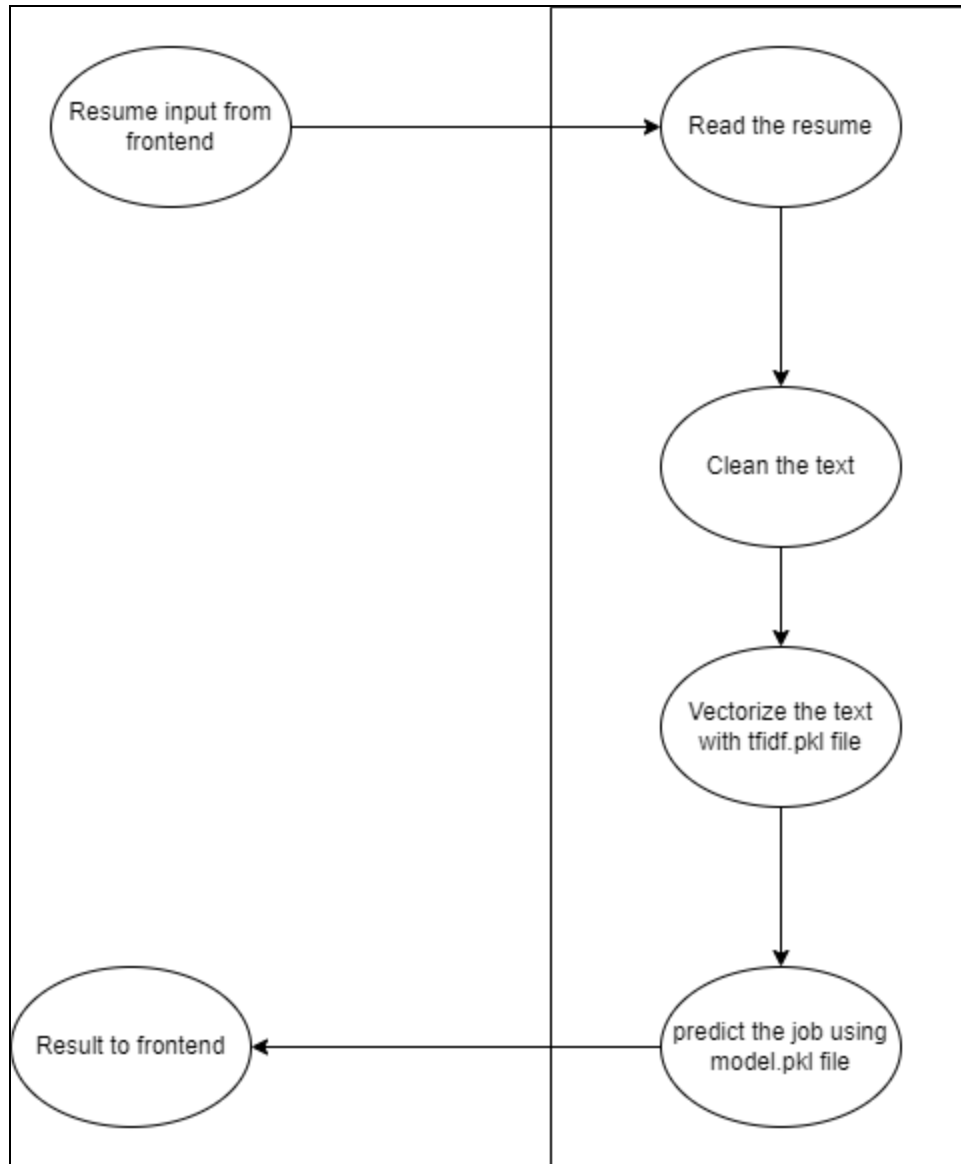 Resume input from
frontend
Read the resume
Clean the text
Vectorize the text
with tfidf.pkl file
predict the job using
model.pkl file
Result to frontend